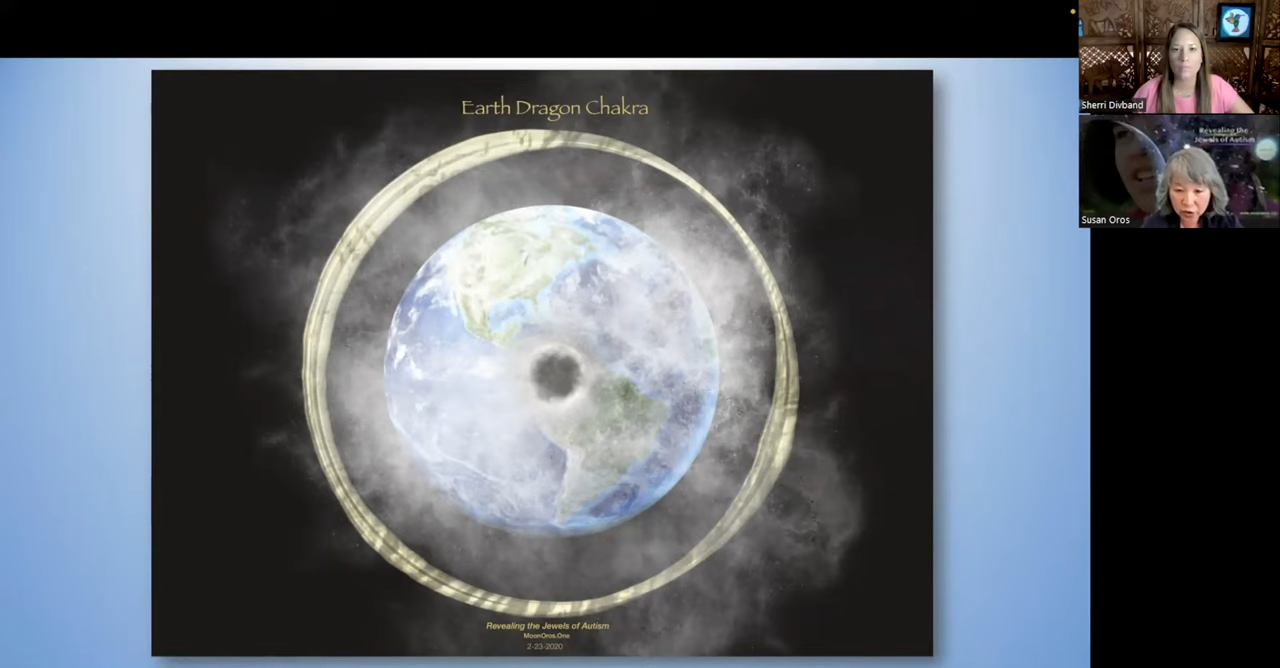 Earth Dragon Chakra
Revealing the Jewels of Autism
MoonOros.One
2-23-2020
Sherri Divband
Revealing the
Jewels of Autism
Susan Oros